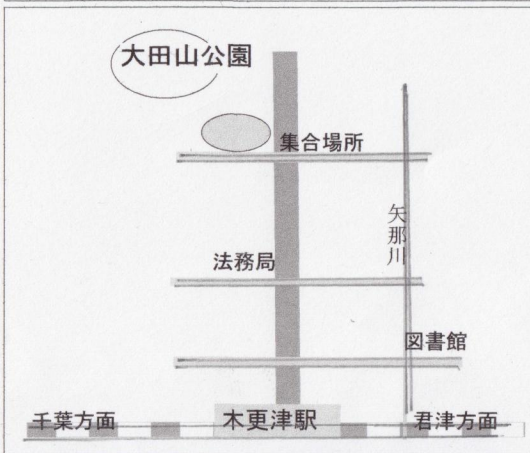 大田山公園
集合場所
矢那川
法務局
図書館
千葉方面
木更津駅
君津方面